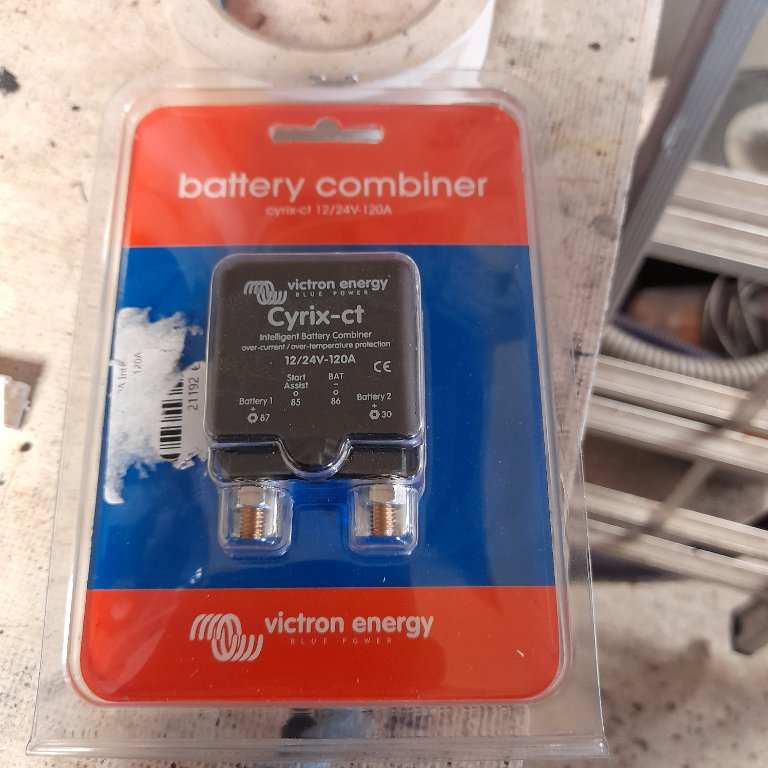 battery combiner
cyrix-ct 12/24V-120A
victron energy
BLUE POWER
Cyrix-ct
Intelligent Battery Combiner
over-current / over-temperature protection
12/24V-120A
CE
Start
Assist
85
BAT
-
86
Battery 1
+
87
Battery 2
+
30
120A
21192
victron energy
BLUE POWER